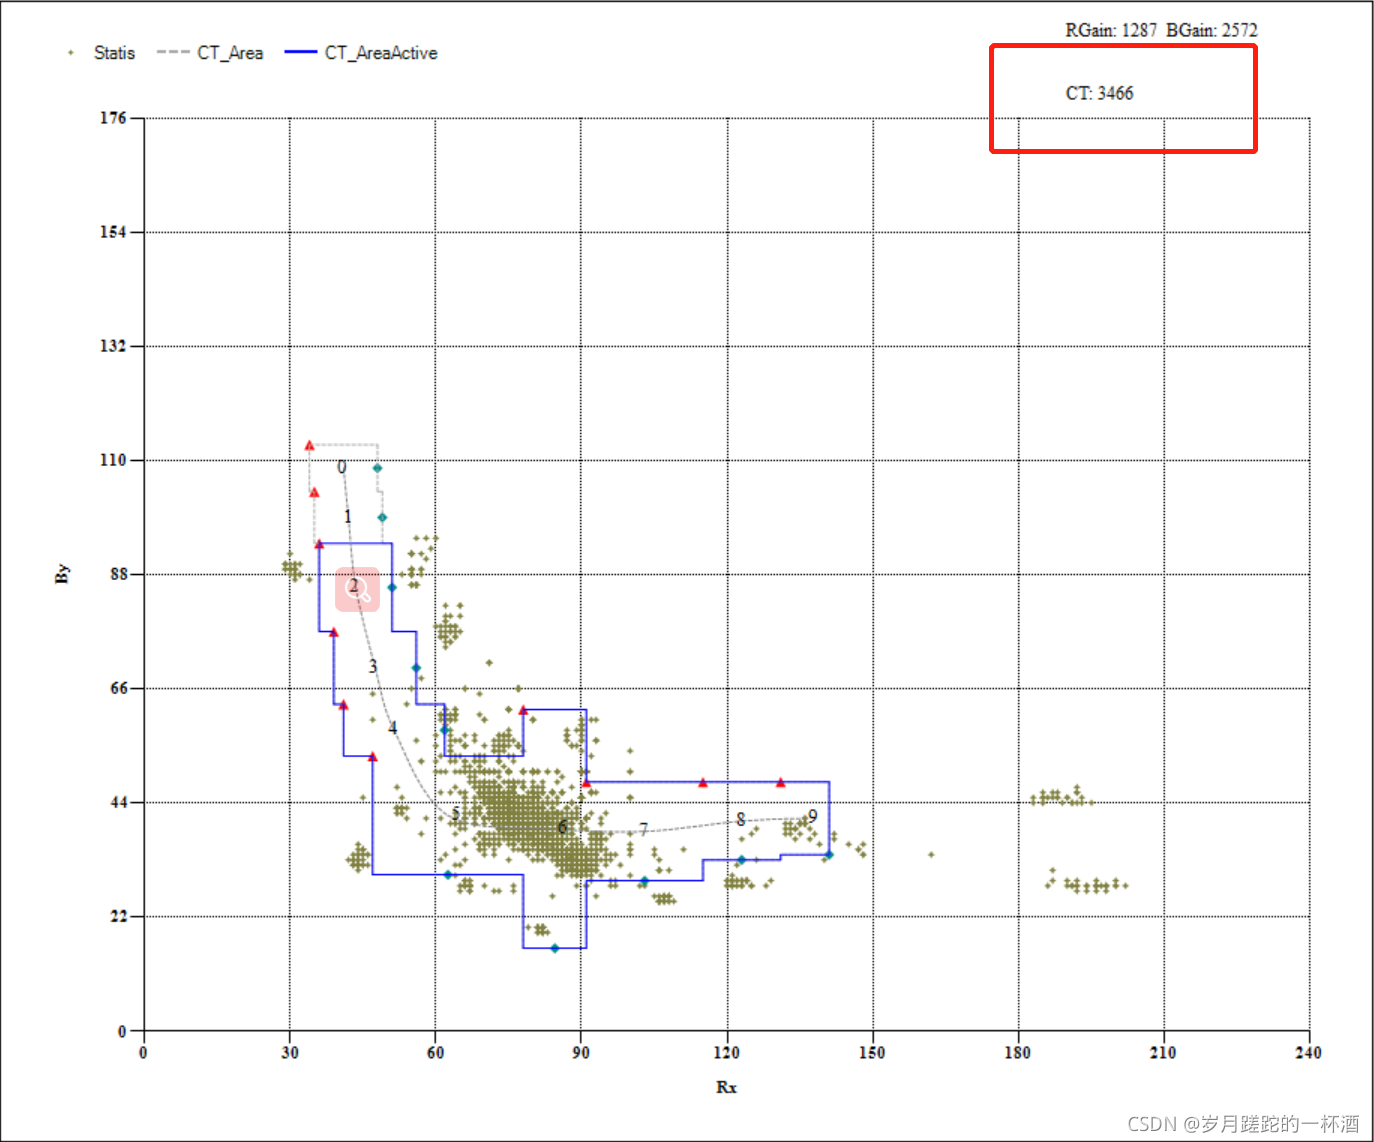 RGain: 1287 BGain: 2572
Statis CT_Area CT_AreaActive
CT: 3466
176
154
132
110
0
1
88
2
By
3
66
4
44
5
6
7
8
9
22
0
0 30 60 90 120 150 180 210 240
Rx
CSDN @岁月蹉跎的一杯酒